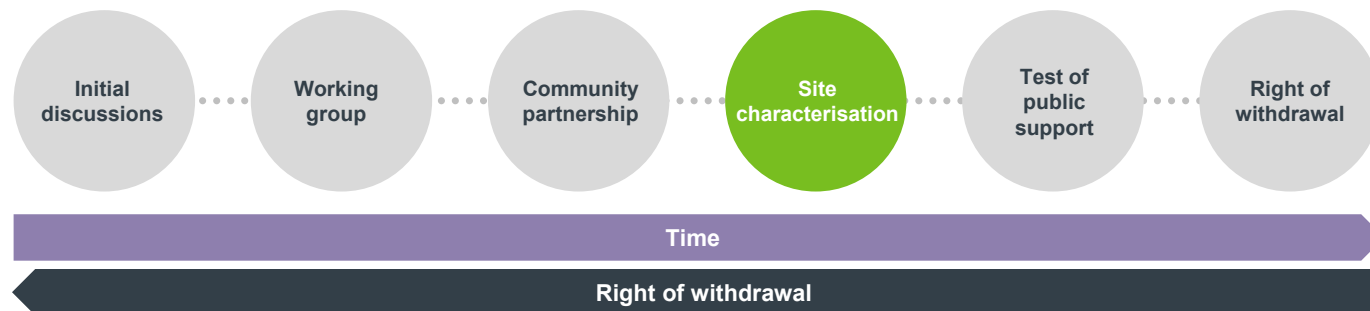 Initial
discussions
Working
group
Community
partnership
Site
characterisation
Test of
public
support
Right of
withdrawal
Time
Right of withdrawal